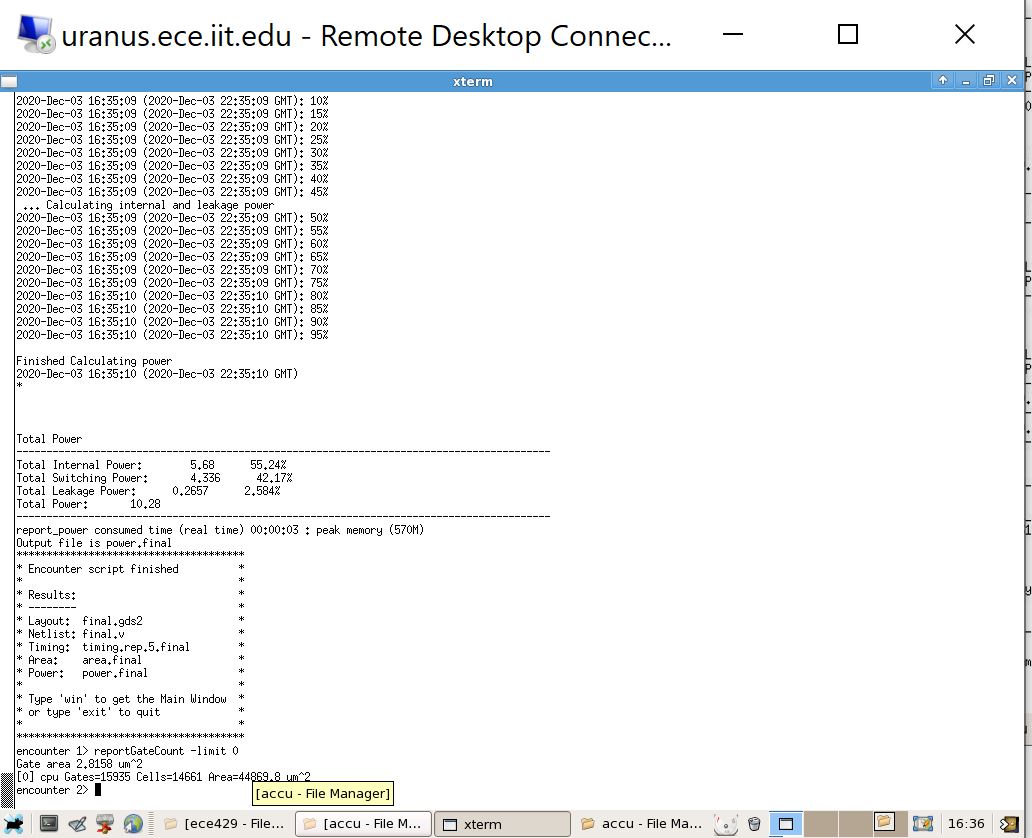 uranus.ece.iit.edu - Remote Desktop Connec...
xterm
2020-Dec-03 16:35:09 (2020-Dec-03 22:35:09 GMT): 10%
2020-Dec-03 16:35:09 (2020-Dec-03 22:35:09 GMT): 15%
2020-Dec-03 16:35:09 (2020-Dec-03 22:35:09 GMT): 20%
2020-Dec-03 16:35:09 (2020-Dec-03 22:35:09 GMT): 25%
2020-Dec-03 16:35:09 (2020-Dec-03 22:35:09 GMT): 30%
2020-Dec-03 16:35:09 (2020-Dec-03 22:35:09 GMT): 35%
2020-Dec-03 16:35:09 (2020-Dec-03 22:35:09 GMT): 40%
2020-Dec-03 16:35:09 (2020-Dec-03 22:35:09 GMT): 45%
 ... Calculating internal and leakage power
2020-Dec-03 16:35:09 (2020-Dec-03 22:35:09 GMT): 50%
2020-Dec-03 16:35:09 (2020-Dec-03 22:35:09 GMT): 55%
2020-Dec-03 16:35:09 (2020-Dec-03 22:35:09 GMT): 60%
2020-Dec-03 16:35:09 (2020-Dec-03 22:35:09 GMT): 65%
2020-Dec-03 16:35:09 (2020-Dec-03 22:35:09 GMT): 70%
2020-Dec-03 16:35:09 (2020-Dec-03 22:35:09 GMT): 75%
2020-Dec-03 16:35:10 (2020-Dec-03 22:35:10 GMT): 80%
2020-Dec-03 16:35:10 (2020-Dec-03 22:35:10 GMT): 85%
2020-Dec-03 16:35:10 (2020-Dec-03 22:35:10 GMT): 90%
2020-Dec-03 16:35:10 (2020-Dec-03 22:35:10 GMT): 95%
Finished Calculating power
2020-Dec-03 16:35:10 (2020-Dec-03 22:35:10 GMT)
*
Total Power
-----------------------------------------------------------------------------------------
Total Internal Power:        5.68      55.24%
Total Switching Power:       4.336      42.17%
Total Leakage Power:      0.2657      2.584%
Total Power:       10.28
-----------------------------------------------------------------------------------------
report_power consumed time (real time) 00:00:03 : peak memory (570M)
Output file is power.final
**************************************
* Encounter script finished          *
*                                    *
* Results:                           *
* --------                           *
* Layout:  final.gds2                *
* Netlist: final.v                   *
* Timing:  timing.rep.5.final        *
* Area:    area.final                *
* Power:   power.final               *
*                                    *
* Type 'win' to get the Main Window  *
* or type 'exit' to quit             *
*                                    *
**************************************
encounter 1> reportGateCount -limit 0
Gate area 2.8158 um^2
[0] cpu Gates=15935 Cells=14661 Area=44869.8 um^2
encounter 2>
[accu - File Manager]
[ece429 - File... [accu - File M... xterm accu - File Ma... 16:36